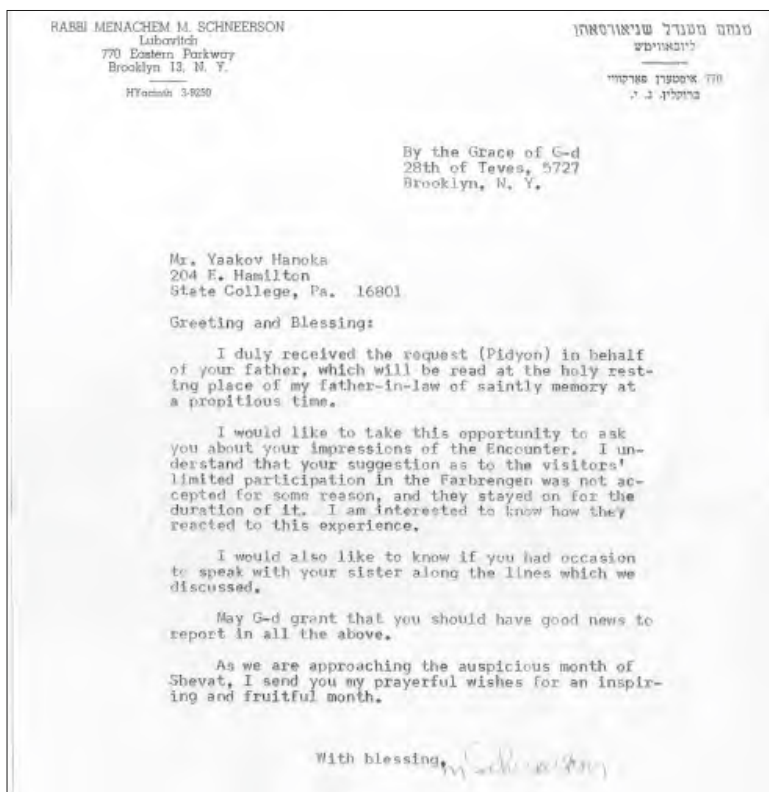 RABBI MENACHEM M. SCHNEERSON
Lubavitch
770 Eastern Parkway
Brooklyn 13, N. Y.
HYacinth 3-9250
מנחם מענדל שניאורסאהן
ליובאוויטש
770 איסטערן פארקוויי
ברוקלין, נ. י.
By the Grace of G-d
28th of Teves, 5727
Brooklyn, N. Y.
Mr. Yaakov Hanoka
204 E. Hamilton
State College, Pa. 16801
Greeting and Blessing:
I duly received the request (Pidyon) in behalf
of your father, which will be read at the holy rest-
ing place of my father-in-law of saintly memory at
a propitious time.
I would like to take this opportunity to ask
you about your impressions of the Encounter. I un-
derstand that your suggestion as to the visitors'
limited participation in the Farbrengen was not ac-
cepted for some reason, and they stayed on for the
duration of it. I am interested to know how they
reacted to this experience.
I would also like to know if you had occasion
to speak with your sister along the lines which we
discussed.
May G-d grant that you should have good news to
report in all the above.
As we are approaching the auspicious month of
Shevat, I send you my prayerful wishes for an inspir-
ing and fruitful month.
With blessing,